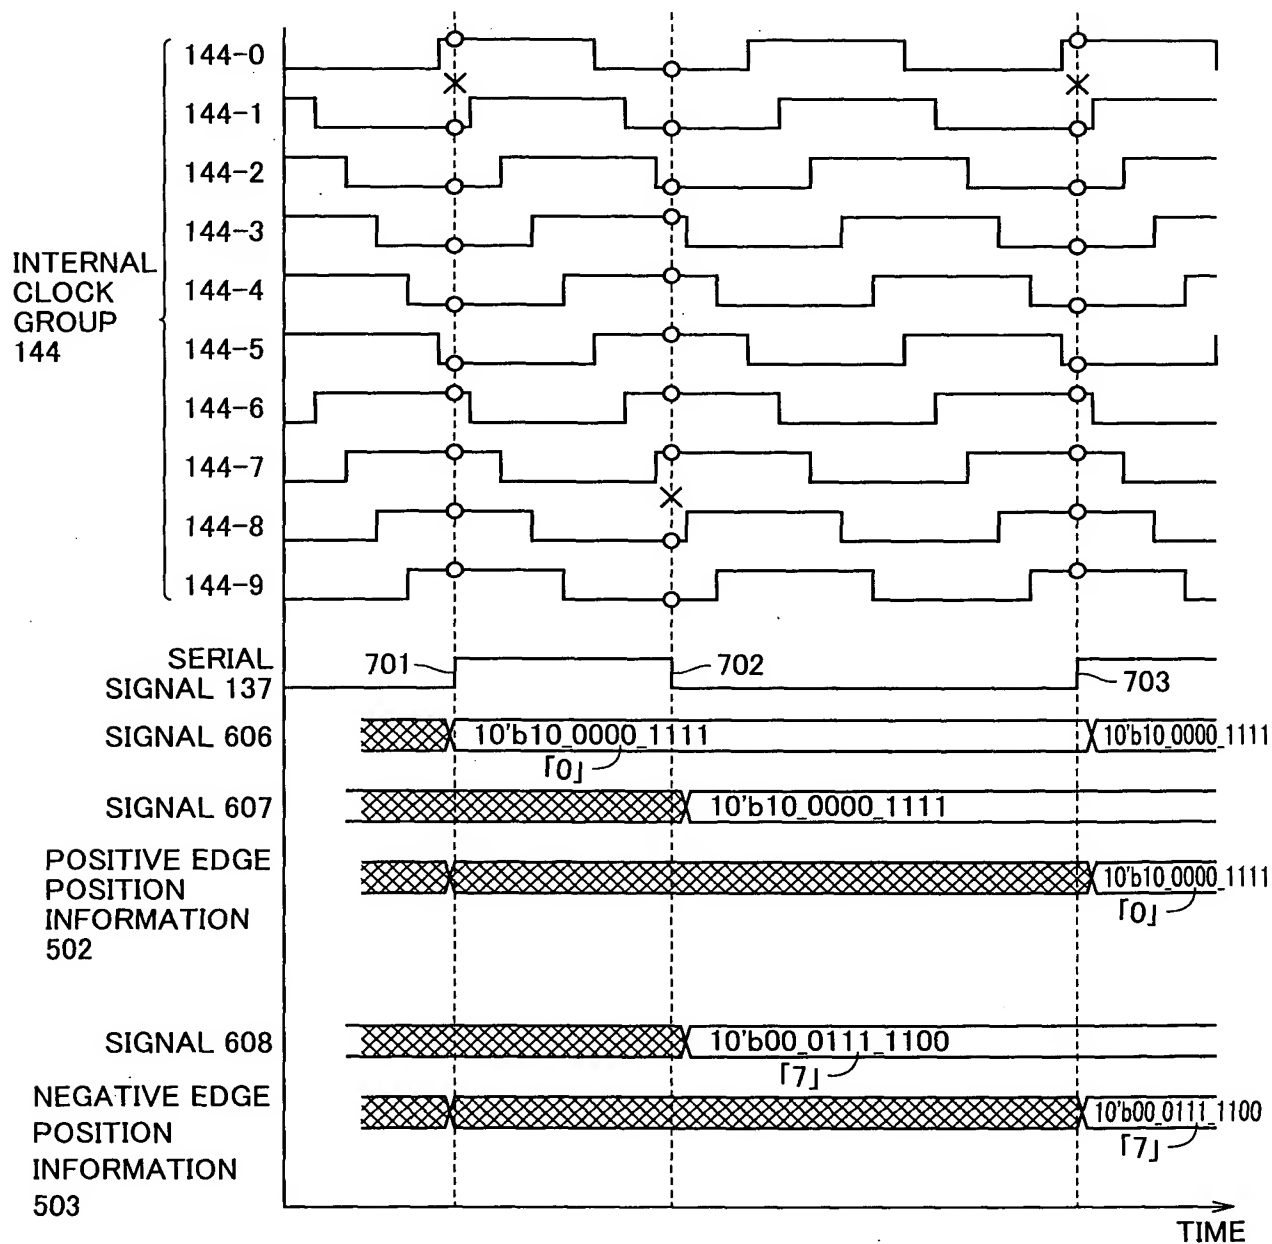 144-0
144-1
144-2
144-3
144-4
144-5
144-6
144-7
144-8
144-9
INTERNAL
CLOCK
GROUP
144
SERIAL
SIGNAL 137
701
702
703
SIGNAL 606
10'b10_0000_1111
「0」
10'b10_0000_1111
SIGNAL 607
10'b10_0000_1111
POSITIVE EDGE
POSITION
INFORMATION
502
10'b10_0000_1111
「0」
SIGNAL 608
10'b00_0111_1100
「7」
NEGATIVE EDGE
POSITION
INFORMATION
503
10'b00_0111_1100
「7」
TIME